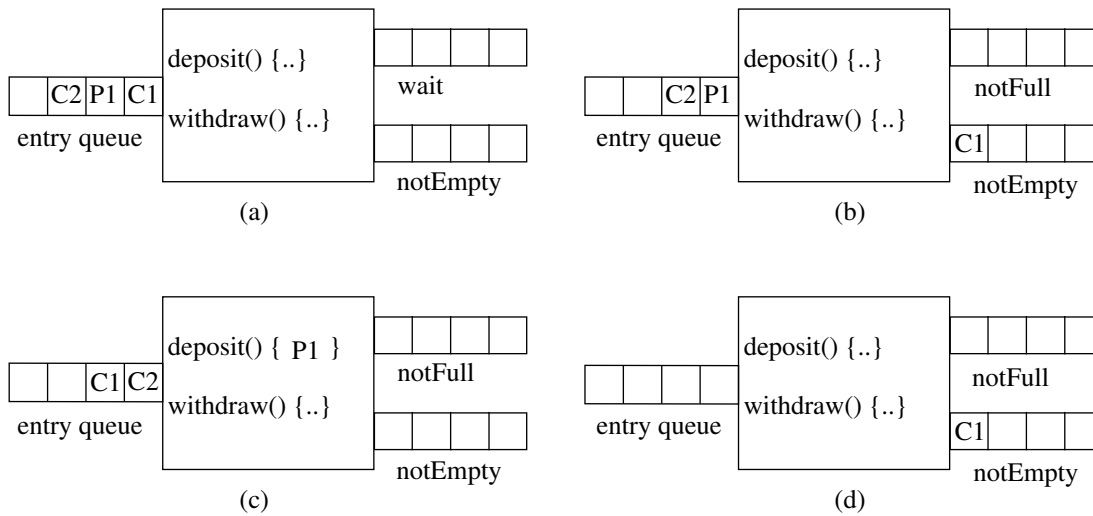 deposit() {..}
C2 P1 C1
wait
entry queue
withdraw() {..}
notEmpty
(a)
deposit() {..}
C2 P1
notFull
entry queue
withdraw() {..}
C1
notEmpty
(b)
deposit() { P1 }
C1 C2
notFull
entry queue
withdraw() {..}
notEmpty
(c)
deposit() {..}
notFull
entry queue
withdraw() {..}
C1
notEmpty
(d)